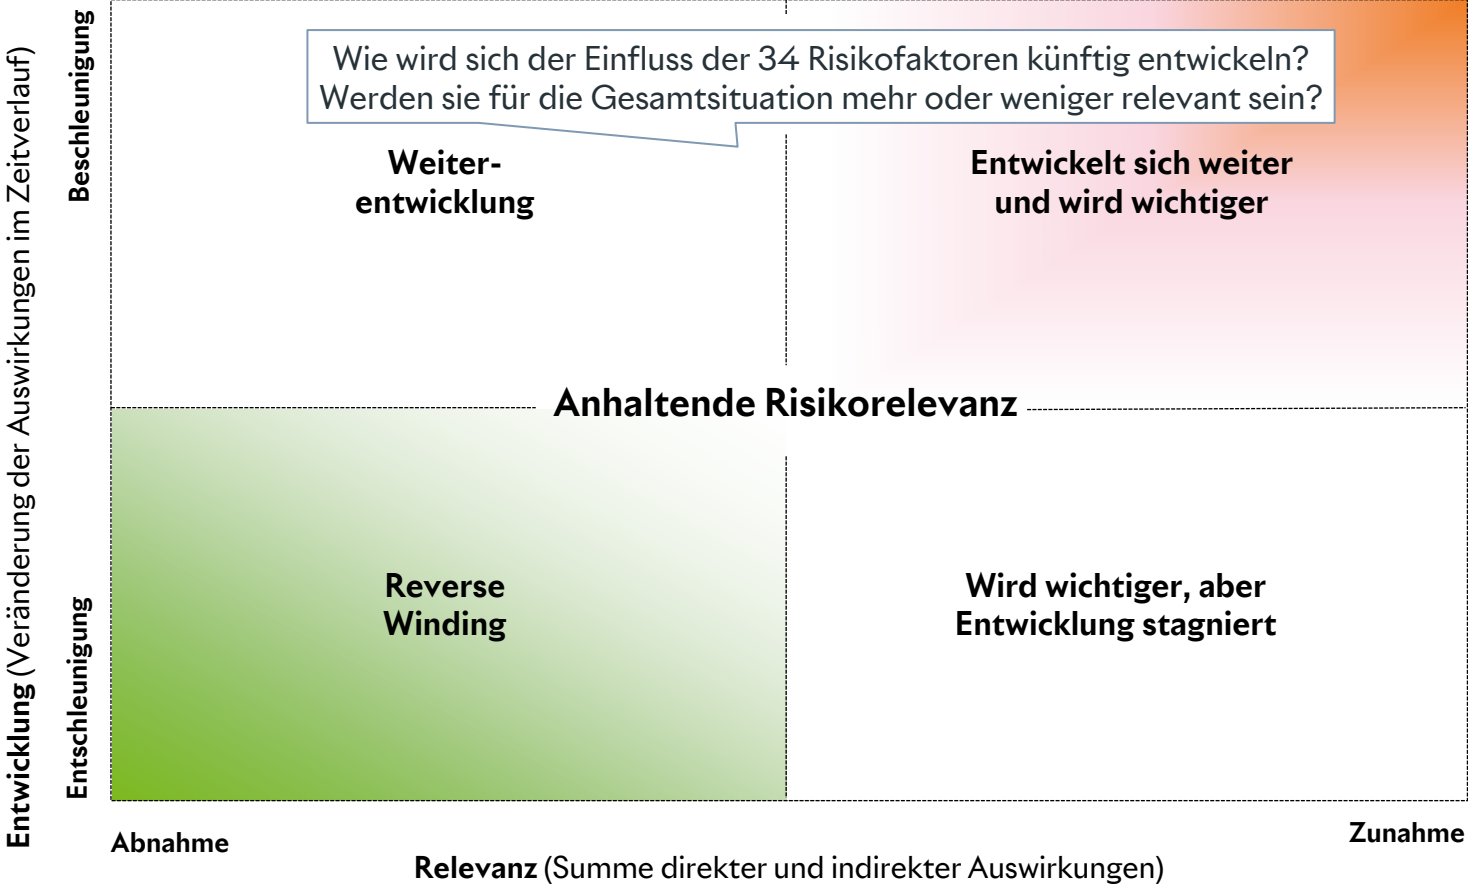 Wie wird sich der Einfluss der 34 Risikofaktoren künftig entwickeln?
Werden sie für die Gesamtsituation mehr oder weniger relevant sein?
Entwicklung (Veränderung der Auswirkungen im Zeitverlauf)
Beschleunigung
Entschleunigung
Weiter-
entwicklung
Entwickelt sich weiter
und wird wichtiger
Anhaltende Risikorelevanz
Reverse
Winding
Wird wichtiger, aber
Entwicklung stagniert
Abnahme
Zunahme
Relevanz (Summe direkter und indirekter Auswirkungen)